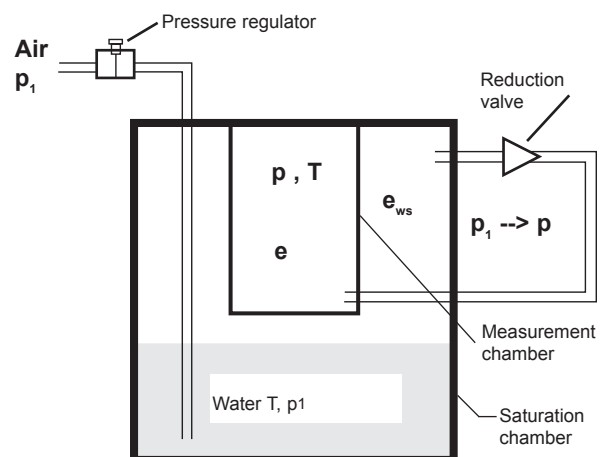 Pressure regulator
Air
p1
Reduction
valve
p , T
ews
p1 --> p
e
Measurement
chamber
Water T, p1
Saturation
chamber